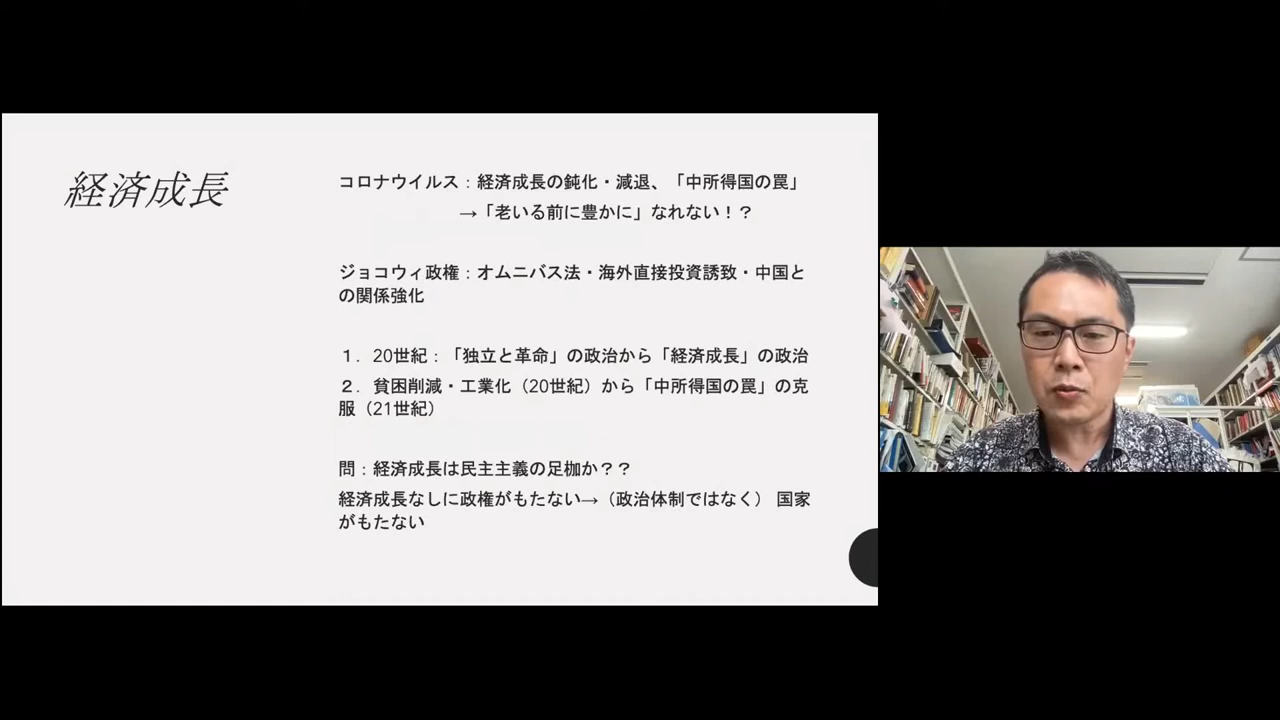 経済成長
コロナウイルス：経済成長の鈍化・減退、「中所得国の罠」
→「老いる前に豊かに」なれない！？
ジョコウィ政権：オムニバス法・海外直接投資誘致・中国と
の関係強化
１．20世紀：「独立と革命」の政治から「経済成長」の政治
２．貧困削減・工業化（20世紀）から「中所得国の罠」の克
服（21世紀）
問：経済成長は民主主義の足枷か？？
経済成長なしに政権がもたない→（政治体制ではなく） 国家
がもたない